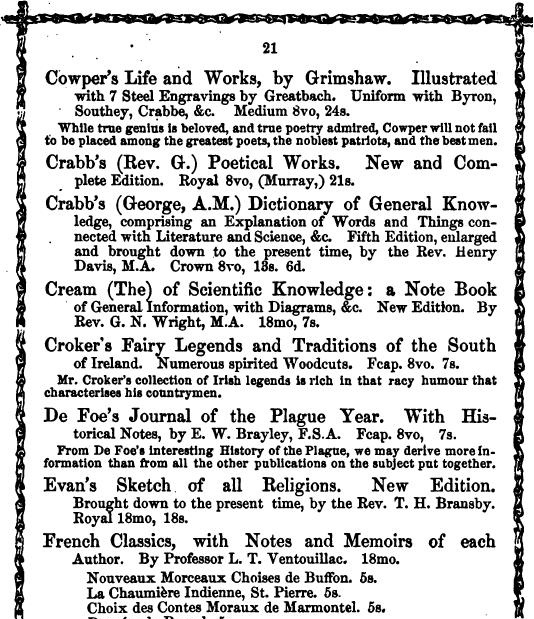 21
Cowper's Life and Works, by Grimshaw. Illustrated
with 7 Steel Engravings by Greatbach. Uniform with Byron,
Southey, Crabbe, &c. Medium 8vo, 24s.
While true genius is beloved, and true poetry admired, Cowper will not fail
to be placed among the greatest poets, the noblest patriots, and the best men.
Crabb's (Rev. G.) Poetical Works. New and Com-
plete Edition. Royal 8vo, (Murray,) 21s.
Crabb's (George, A.M.) Dictionary of General Know-
ledge, comprising an Explanation of Words and Things con-
nected with Literature and Science, &c. Fifth Edition, enlarged
and brought down to the present time, by the Rev. Henry
Davis, M.A. Crown 8vo, 13s. 6d.
Cream (The) of Scientific Knowledge: a Note Book
of General Information, with Diagrams, &c. New Edition. By
Rev. G. N. Wright, M.A. 18mo, 7s.
Croker's Fairy Legends and Traditions of the South
of Ireland. Numerous spirited Woodcuts. Fcap. 8vo. 7s.
Mr. Croker's collection of Irish legends is rich in that racy humour that
characterises his countrymen.
De Foe's Journal of the Plague Year. With His-
torical Notes, by E. W. Brayley, F.S.A. Fcap. 8vo, 7s.
From De Foe's interesting History of the Plague, we may derive more in-
formation than from all the other publications on the subject put together.
Evan's Sketch of all Religions. New Edition.
Brought down to the present time, by the Rev. T. H. Bransby.
Royal 18mo, 18s.
French Classics, with Notes and Memoirs of each
Author. By Professor L. T. Ventouillac. 18mo.
Nouveaux Morceaux Choises de Buffon. 5s.
La Chaumière Indienne, St. Pierre. 5s.
Choix des Contes Moraux de Marmontel. 5s.